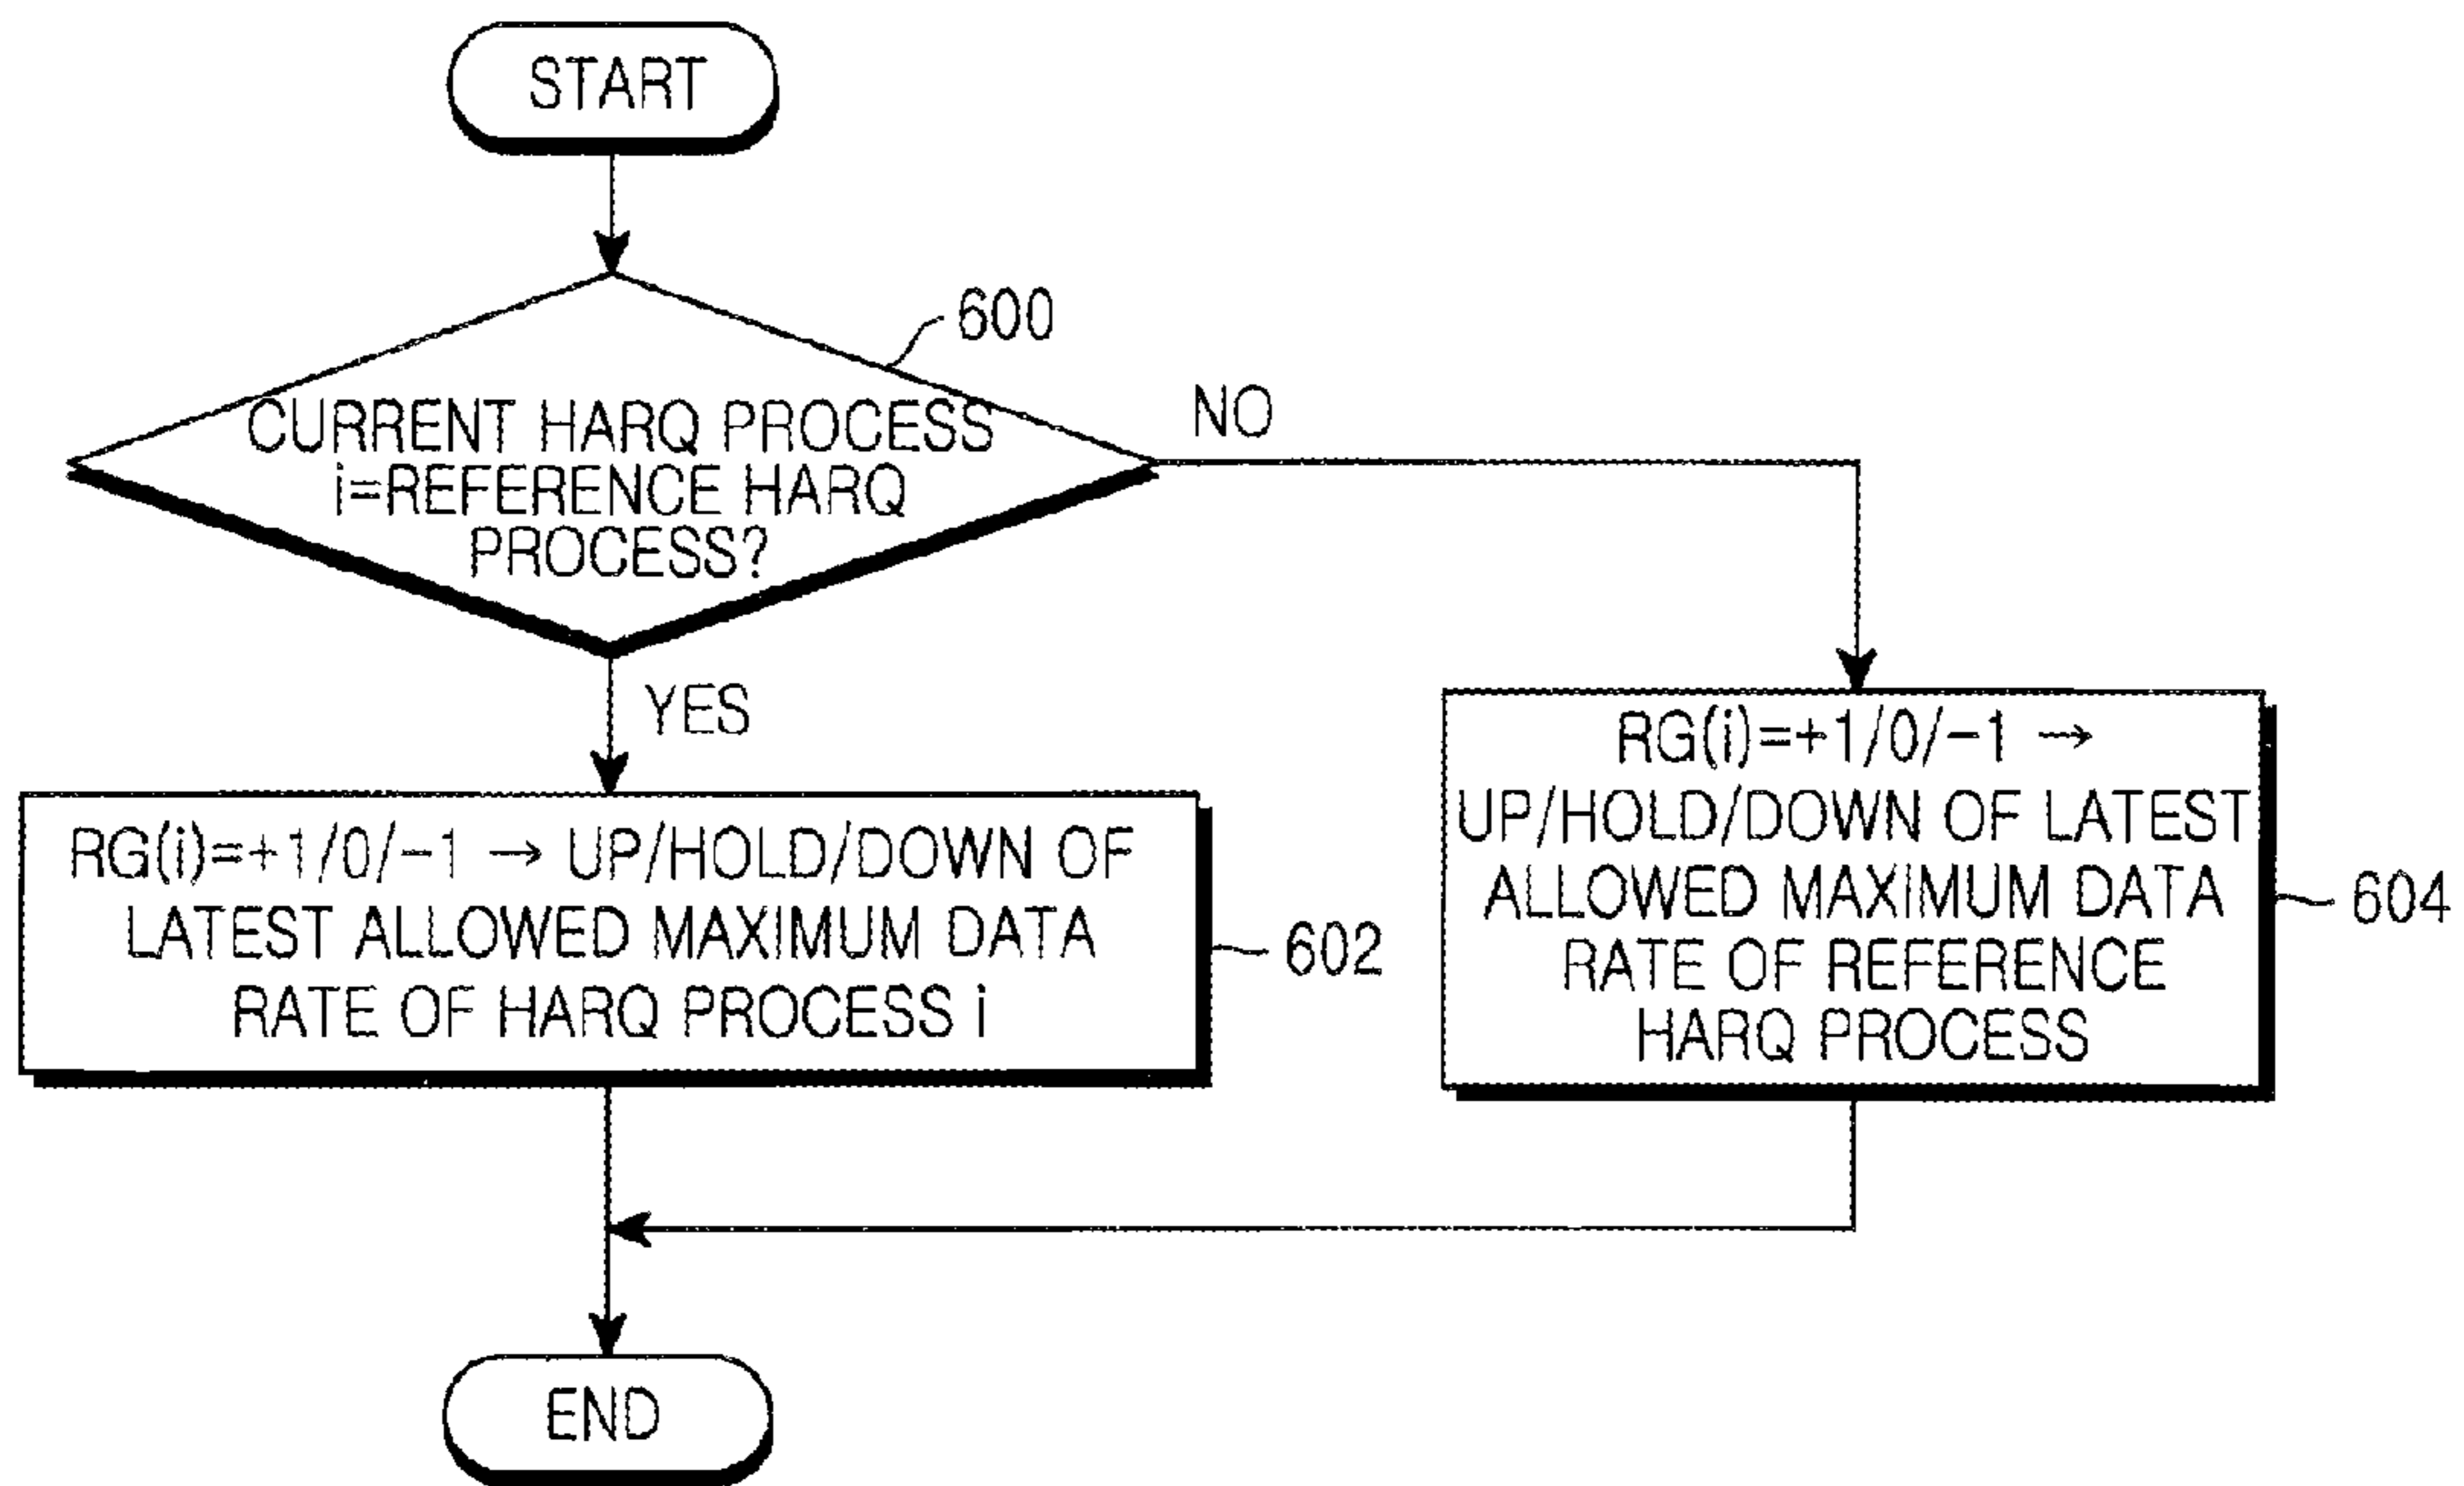 START
600
CURRENT HARQ PROCESS
i=REFERENCE HARQ
PROCESS?
NO
YES
RG(i)=+1/0/-1 → UP/HOLD/DOWN OF
LATEST ALLOWED MAXIMUM DATA
RATE OF HARQ PROCESS i
602
RG(i)=+1/0/-1 →
UP/HOLD/DOWN OF LATEST
ALLOWED MAXIMUM DATA
RATE OF REFERENCE
HARQ PROCESS
604
END